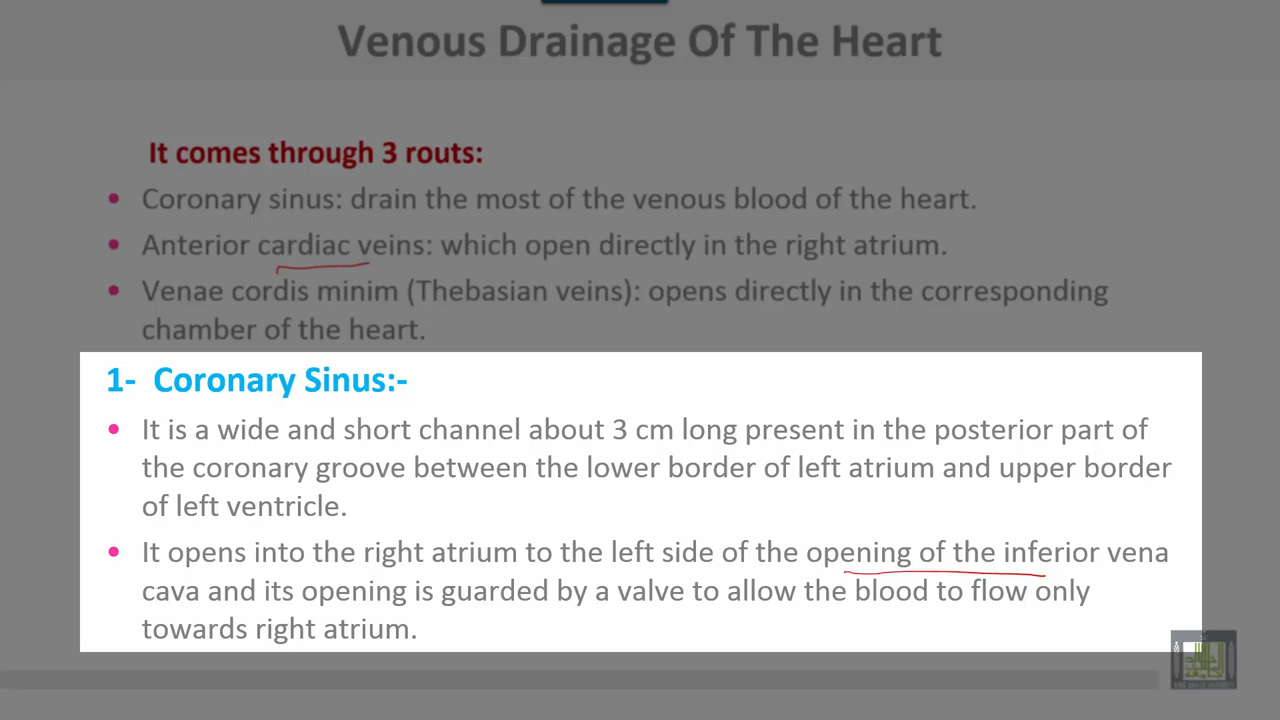 Venous Drainage Of The Heart
It comes through 3 routs:
• Coronary sinus: drain the most of the venous blood of the heart.
• Anterior cardiac veins: which open directly in the right atrium.
• Venae cordis minim (Thebasian veins): opens directly in the corresponding
chamber of the heart.
1- Coronary Sinus:-
• It is a wide and short channel about 3 cm long present in the posterior part of
the coronary groove between the lower border of left atrium and upper border
of left ventricle.
• It opens into the right atrium to the left side of the opening of the inferior vena
cava and its opening is guarded by a valve to allow the blood to flow only
towards right atrium.